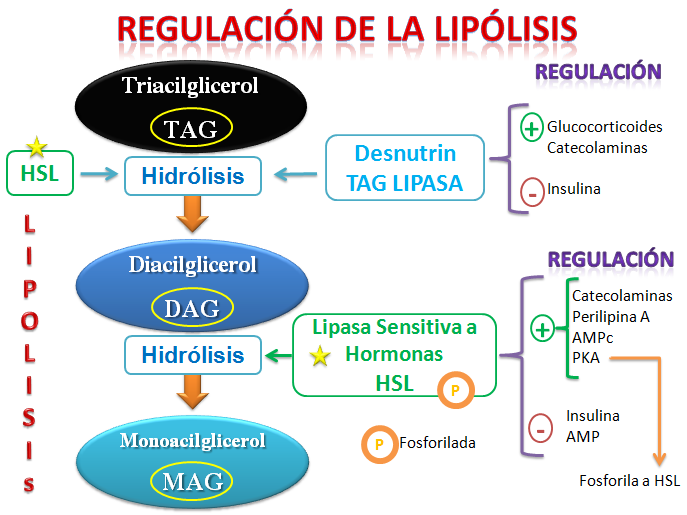 REGULACIÓN DE LA LIPÓLISIS
REGULACIÓN
Triacilglicerol
TAG
HSL
Hidrólisis
Desnutrin
TAG LIPASA
+
Glucocorticoides
Catecolaminas
-
Insulina
LIPOLISIS
Diacilglicerol
DAG
Hidrólisis
Lipasa Sensitiva a
Hormonas
HSL
P
REGULACIÓN
+
Catecolaminas
Perilipina A
AMPc
PKA
-
Insulina
AMP
Fosforila a HSL
Monoacilglicerol
MAG
P
Fosforilada